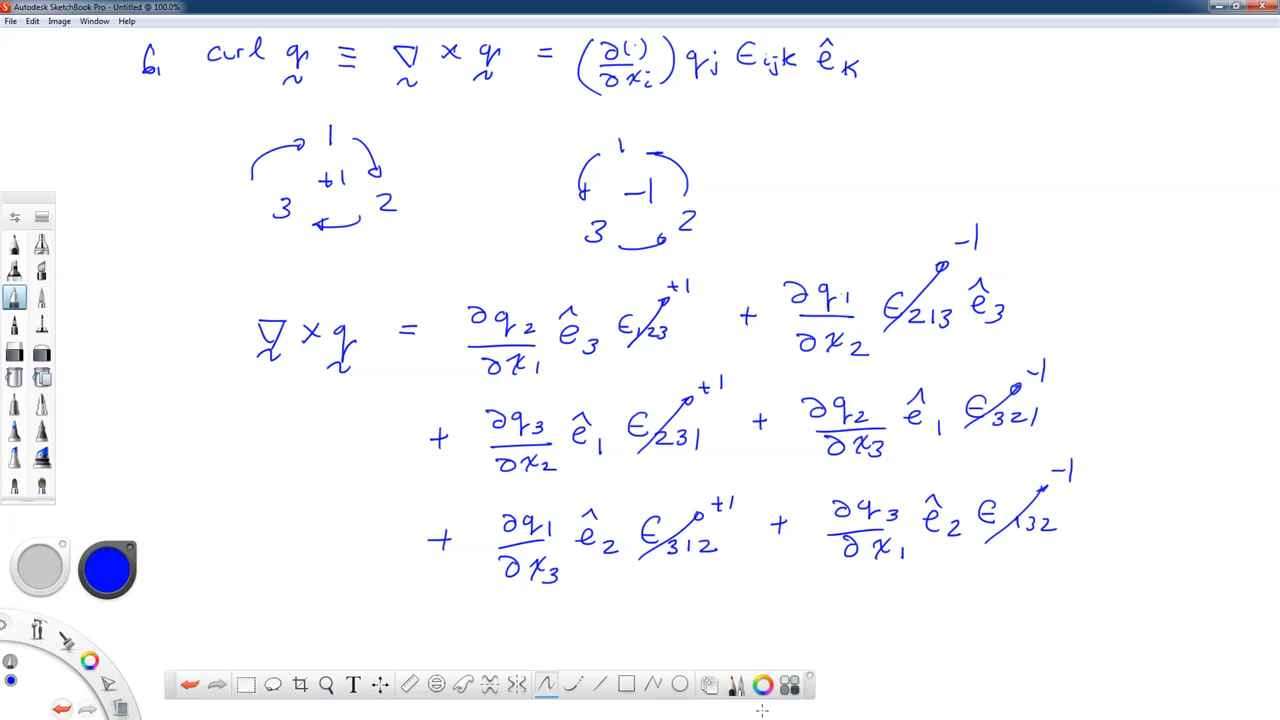 Autodesk SketchBook Pro - Untitled @ 100.0%
File Edit Image Window Help
6. curl q ≡ ∇ × q = (∂(·)/∂xᵢ) qⱼ ϵᵢⱼₖ êₖ
1 +1 3 2
1 -1 3 2
∇ × q = ∂q₂/∂x₁ ê₃ ϵ₁₂₃ +1 + ∂q₁/∂x₂ ϵ₂₁₃ -1 ê₃
+ ∂q₃/∂x₂ ê₁ ϵ₂₃₁ +1 + ∂q₂/∂x₃ ê₁ ϵ₃₂₁ -1
+ ∂q₁/∂x₃ ê₂ ϵ₃₁₂ +1 + ∂q₃/∂x₁ ê₂ ϵ₁₃₂ -1
T